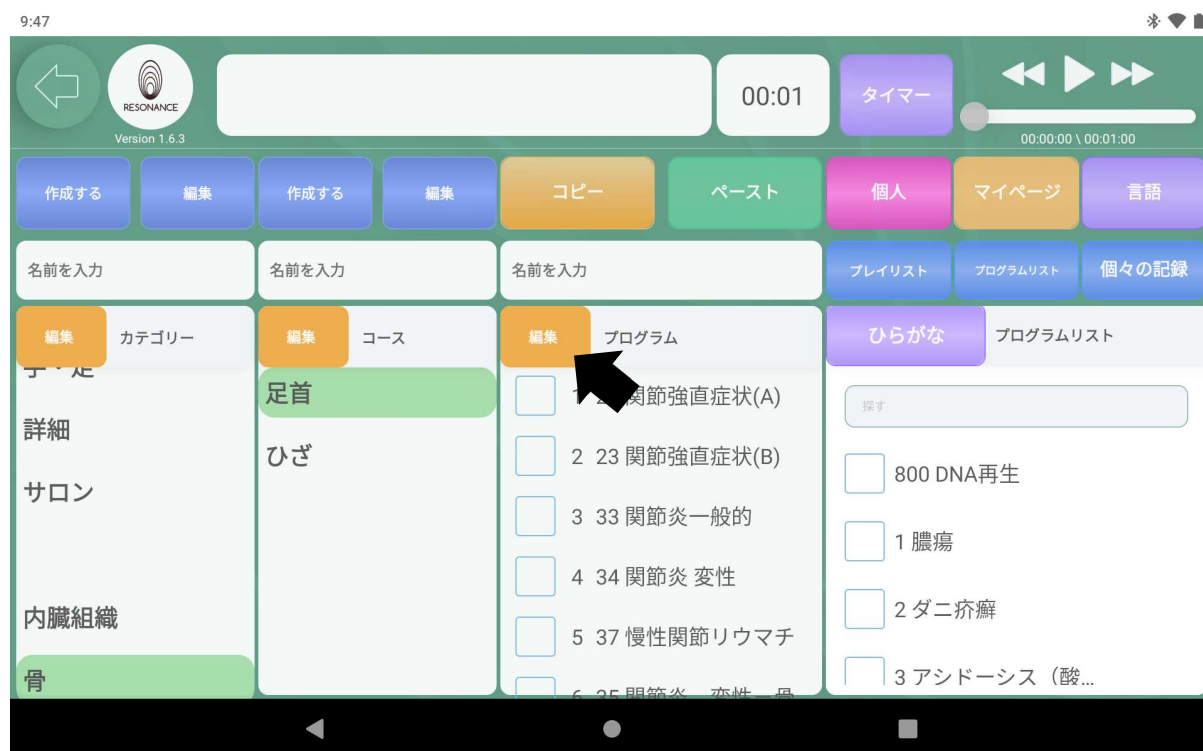 9:47
RESONANCE
Version 1.6.3
00:01
タイマー
00:00:00 \ 00:01:00
作成する
編集
作成する
編集
コピー
ペースト
個人
マイページ
言語
名前を入力
名前を入力
名前を入力
プレイリスト
プログラムリスト
個々の記録
編集 カテゴリー
詳細
サロン
内臓組織
骨
編集 コース
足首
ひざ
編集 プログラム
関節強直症状(A)
2 23 関節強直症状(B)
3 33 関節炎一般的
4 34 関節炎 変性
5 37 慢性関節リウマチ
ひらがな プログラムリスト
探す
800 DNA再生
1 膿瘍
2 ダニ疥癬
3 アシドーシス（酸...